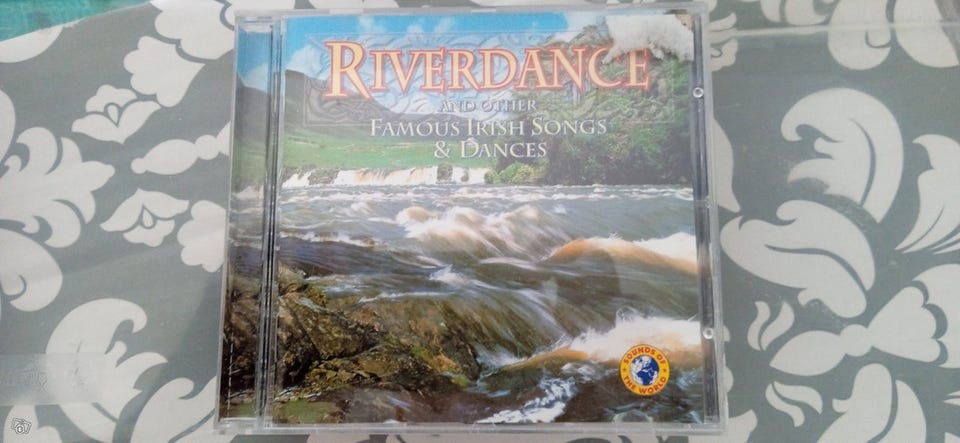 RIVERDANCE
AND OTHER
FAMOUS IRISH SONGS
& DANCES
SOUNDS OF
THE WORLD